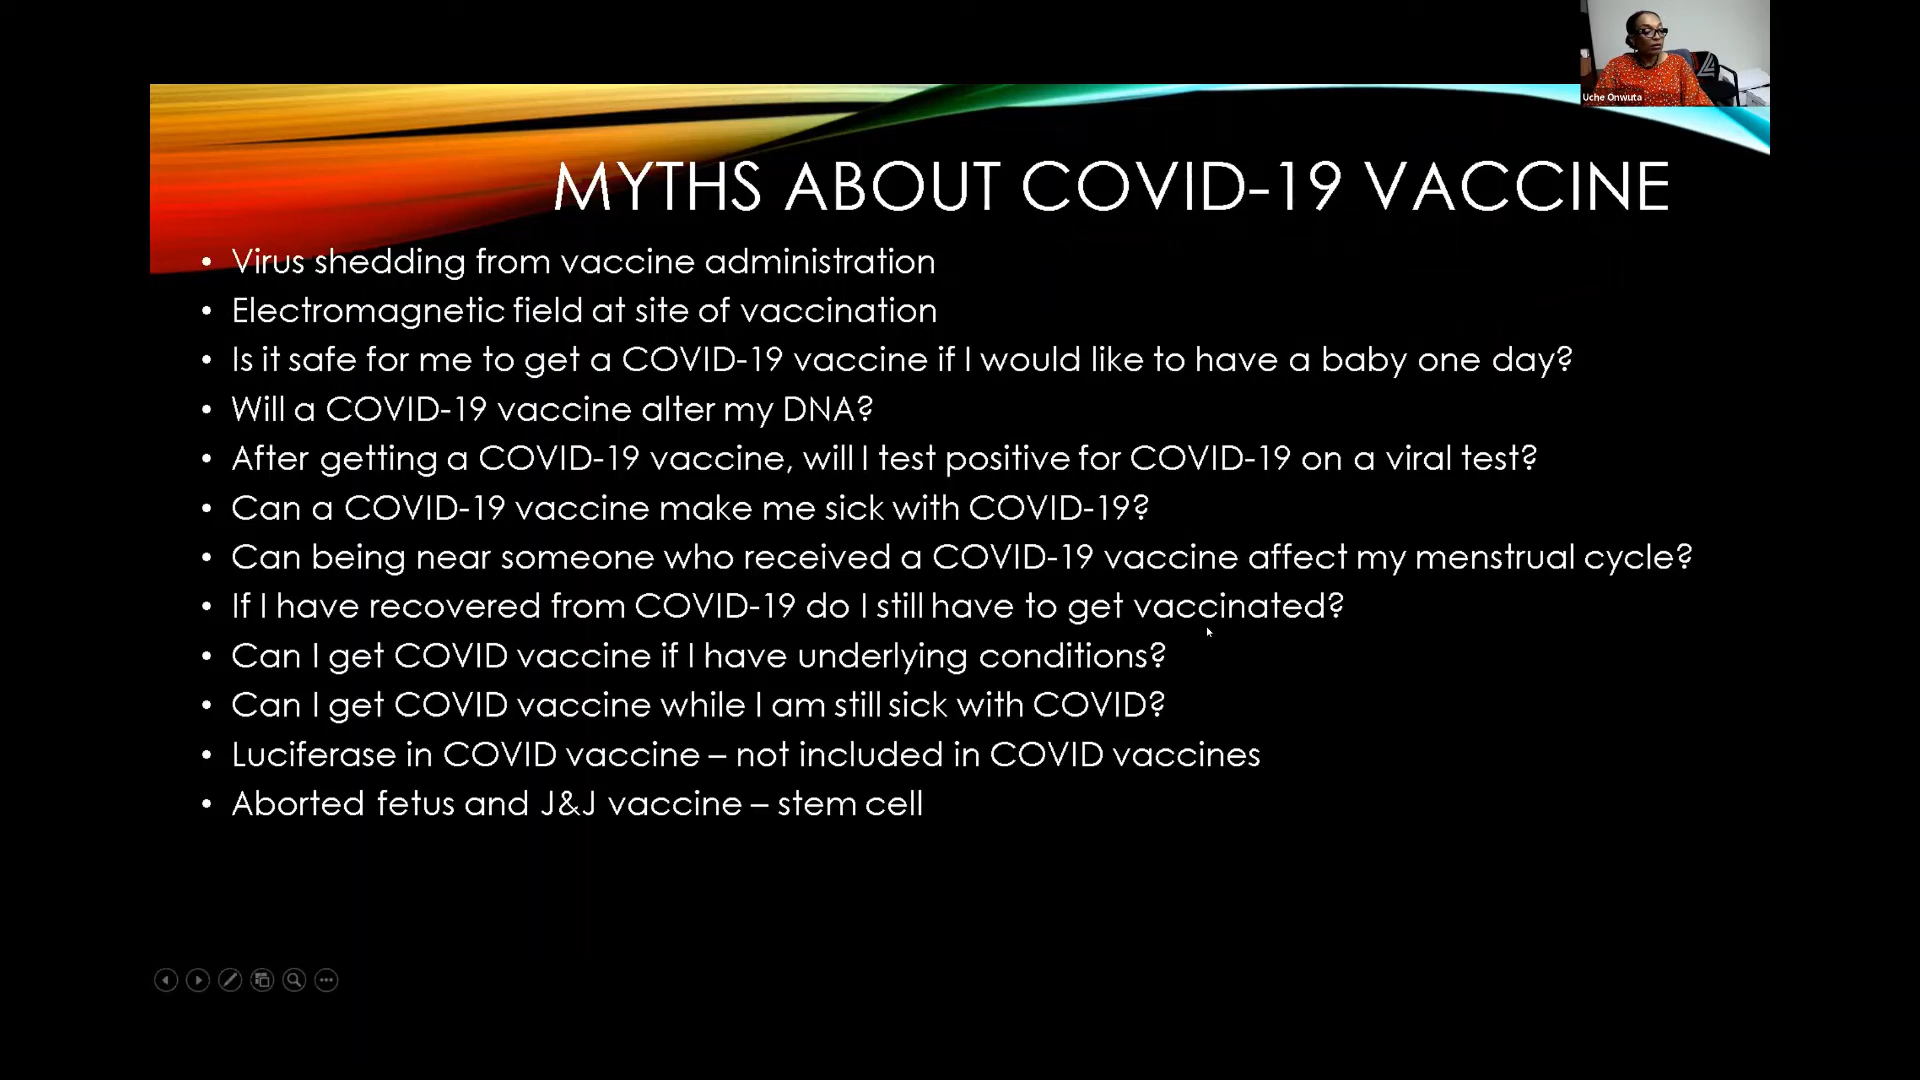 Uche Onwuta
MYTHS ABOUT COVID-19 VACCINE
• Virus shedding from vaccine administration
• Electromagnetic field at site of vaccination
• Is it safe for me to get a COVID-19 vaccine if I would like to have a baby one day?
• Will a COVID-19 vaccine alter my DNA?
• After getting a COVID-19 vaccine, will I test positive for COVID-19 on a viral test?
• Can a COVID-19 vaccine make me sick with COVID-19?
• Can being near someone who received a COVID-19 vaccine affect my menstrual cycle?
• If I have recovered from COVID-19 do I still have to get vaccinated?
• Can I get COVID vaccine if I have underlying conditions?
• Can I get COVID vaccine while I am still sick with COVID?
• Luciferase in COVID vaccine – not included in COVID vaccines
• Aborted fetus and J&J vaccine – stem cell